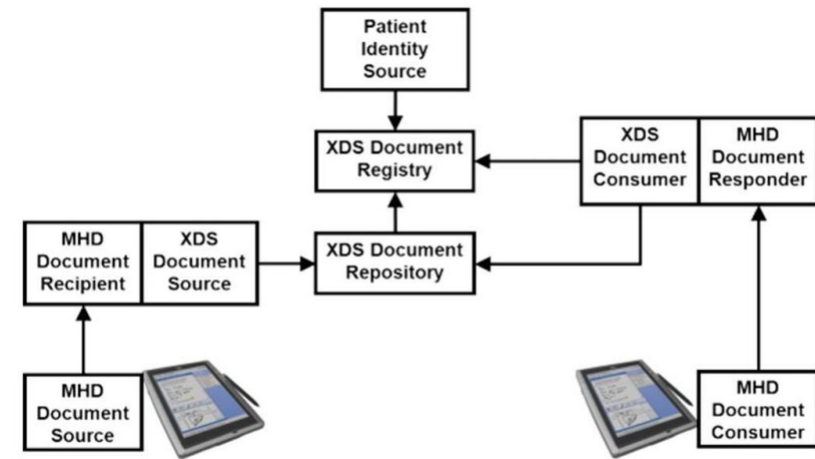 Patient
Identity
Source
XDS Document
Registry
XDS
Document
Consumer
MHD
Document
Responder
MHD
Document
Recipient
XDS
Document
Source
XDS Document
Repository
MHD
Document
Source
MHD
Document
Consumer